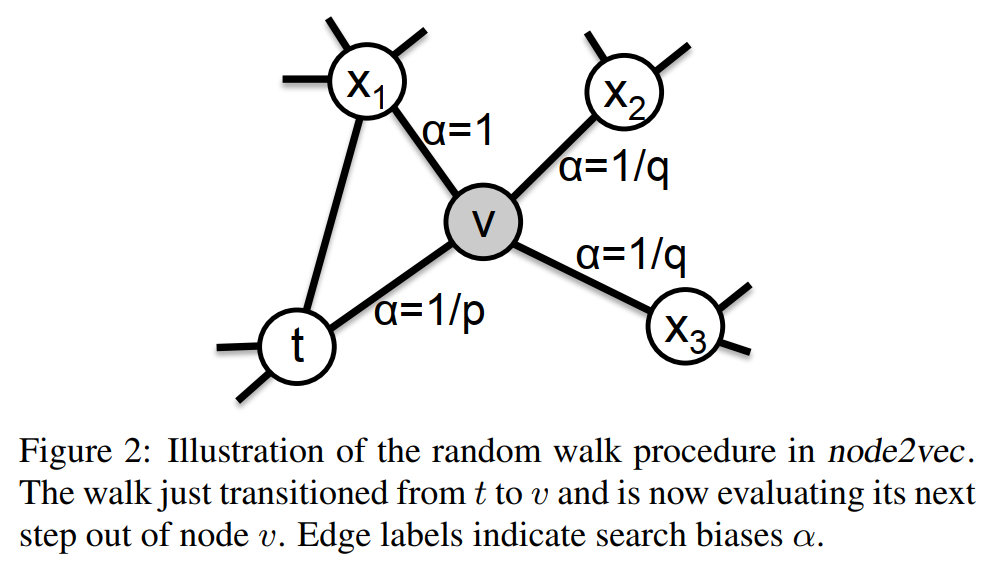 x1
x2
α=1
α=1/q
v
α=1/q
α=1/p
x3
t
Figure 2: Illustration of the random walk procedure in node2vec.
The walk just transitioned from t to v and is now evaluating its next
step out of node v. Edge labels indicate search biases α.